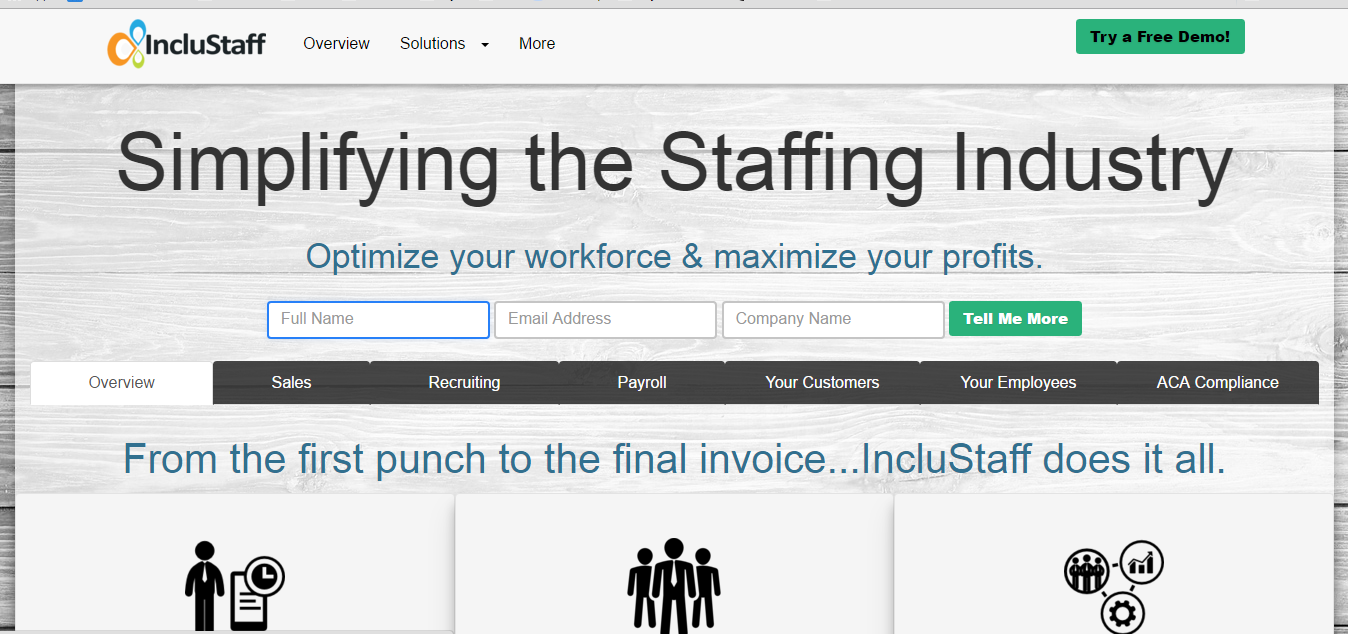 IncluStaff
Overview Solutions More
Try a Free Demo!
Simplifying the Staffing Industry
Optimize your workforce & maximize your profits.
Full Name Email Address Company Name Tell Me More
Overview Sales Recruiting Payroll Your Customers Your Employees ACA Compliance
From the first punch to the final invoice...IncluStaff does it all.